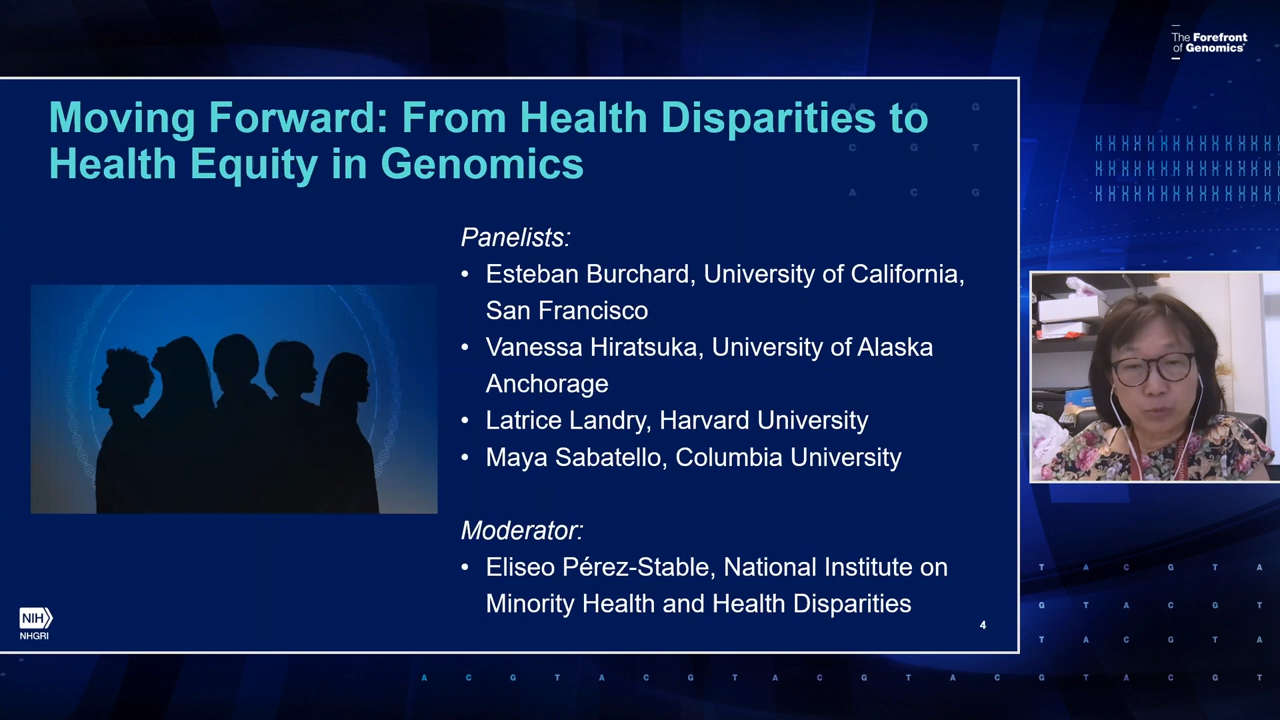 The Forefront
of Genomics®
Moving Forward: From Health Disparities to
Health Equity in Genomics
A C G
C G T
A C G
Panelists:
• Esteban Burchard, University of California,
San Francisco
• Vanessa Hiratsuka, University of Alaska
Anchorage
• Latrice Landry, Harvard University
• Maya Sabatello, Columbia University
Moderator:
• Eliseo Pérez-Stable, National Institute on
Minority Health and Health Disparities
NIH
NHGRI
4
T A C G T A
G T A C G T
T A C G T A
A C G T A C G T A C G T A C G T A C G T